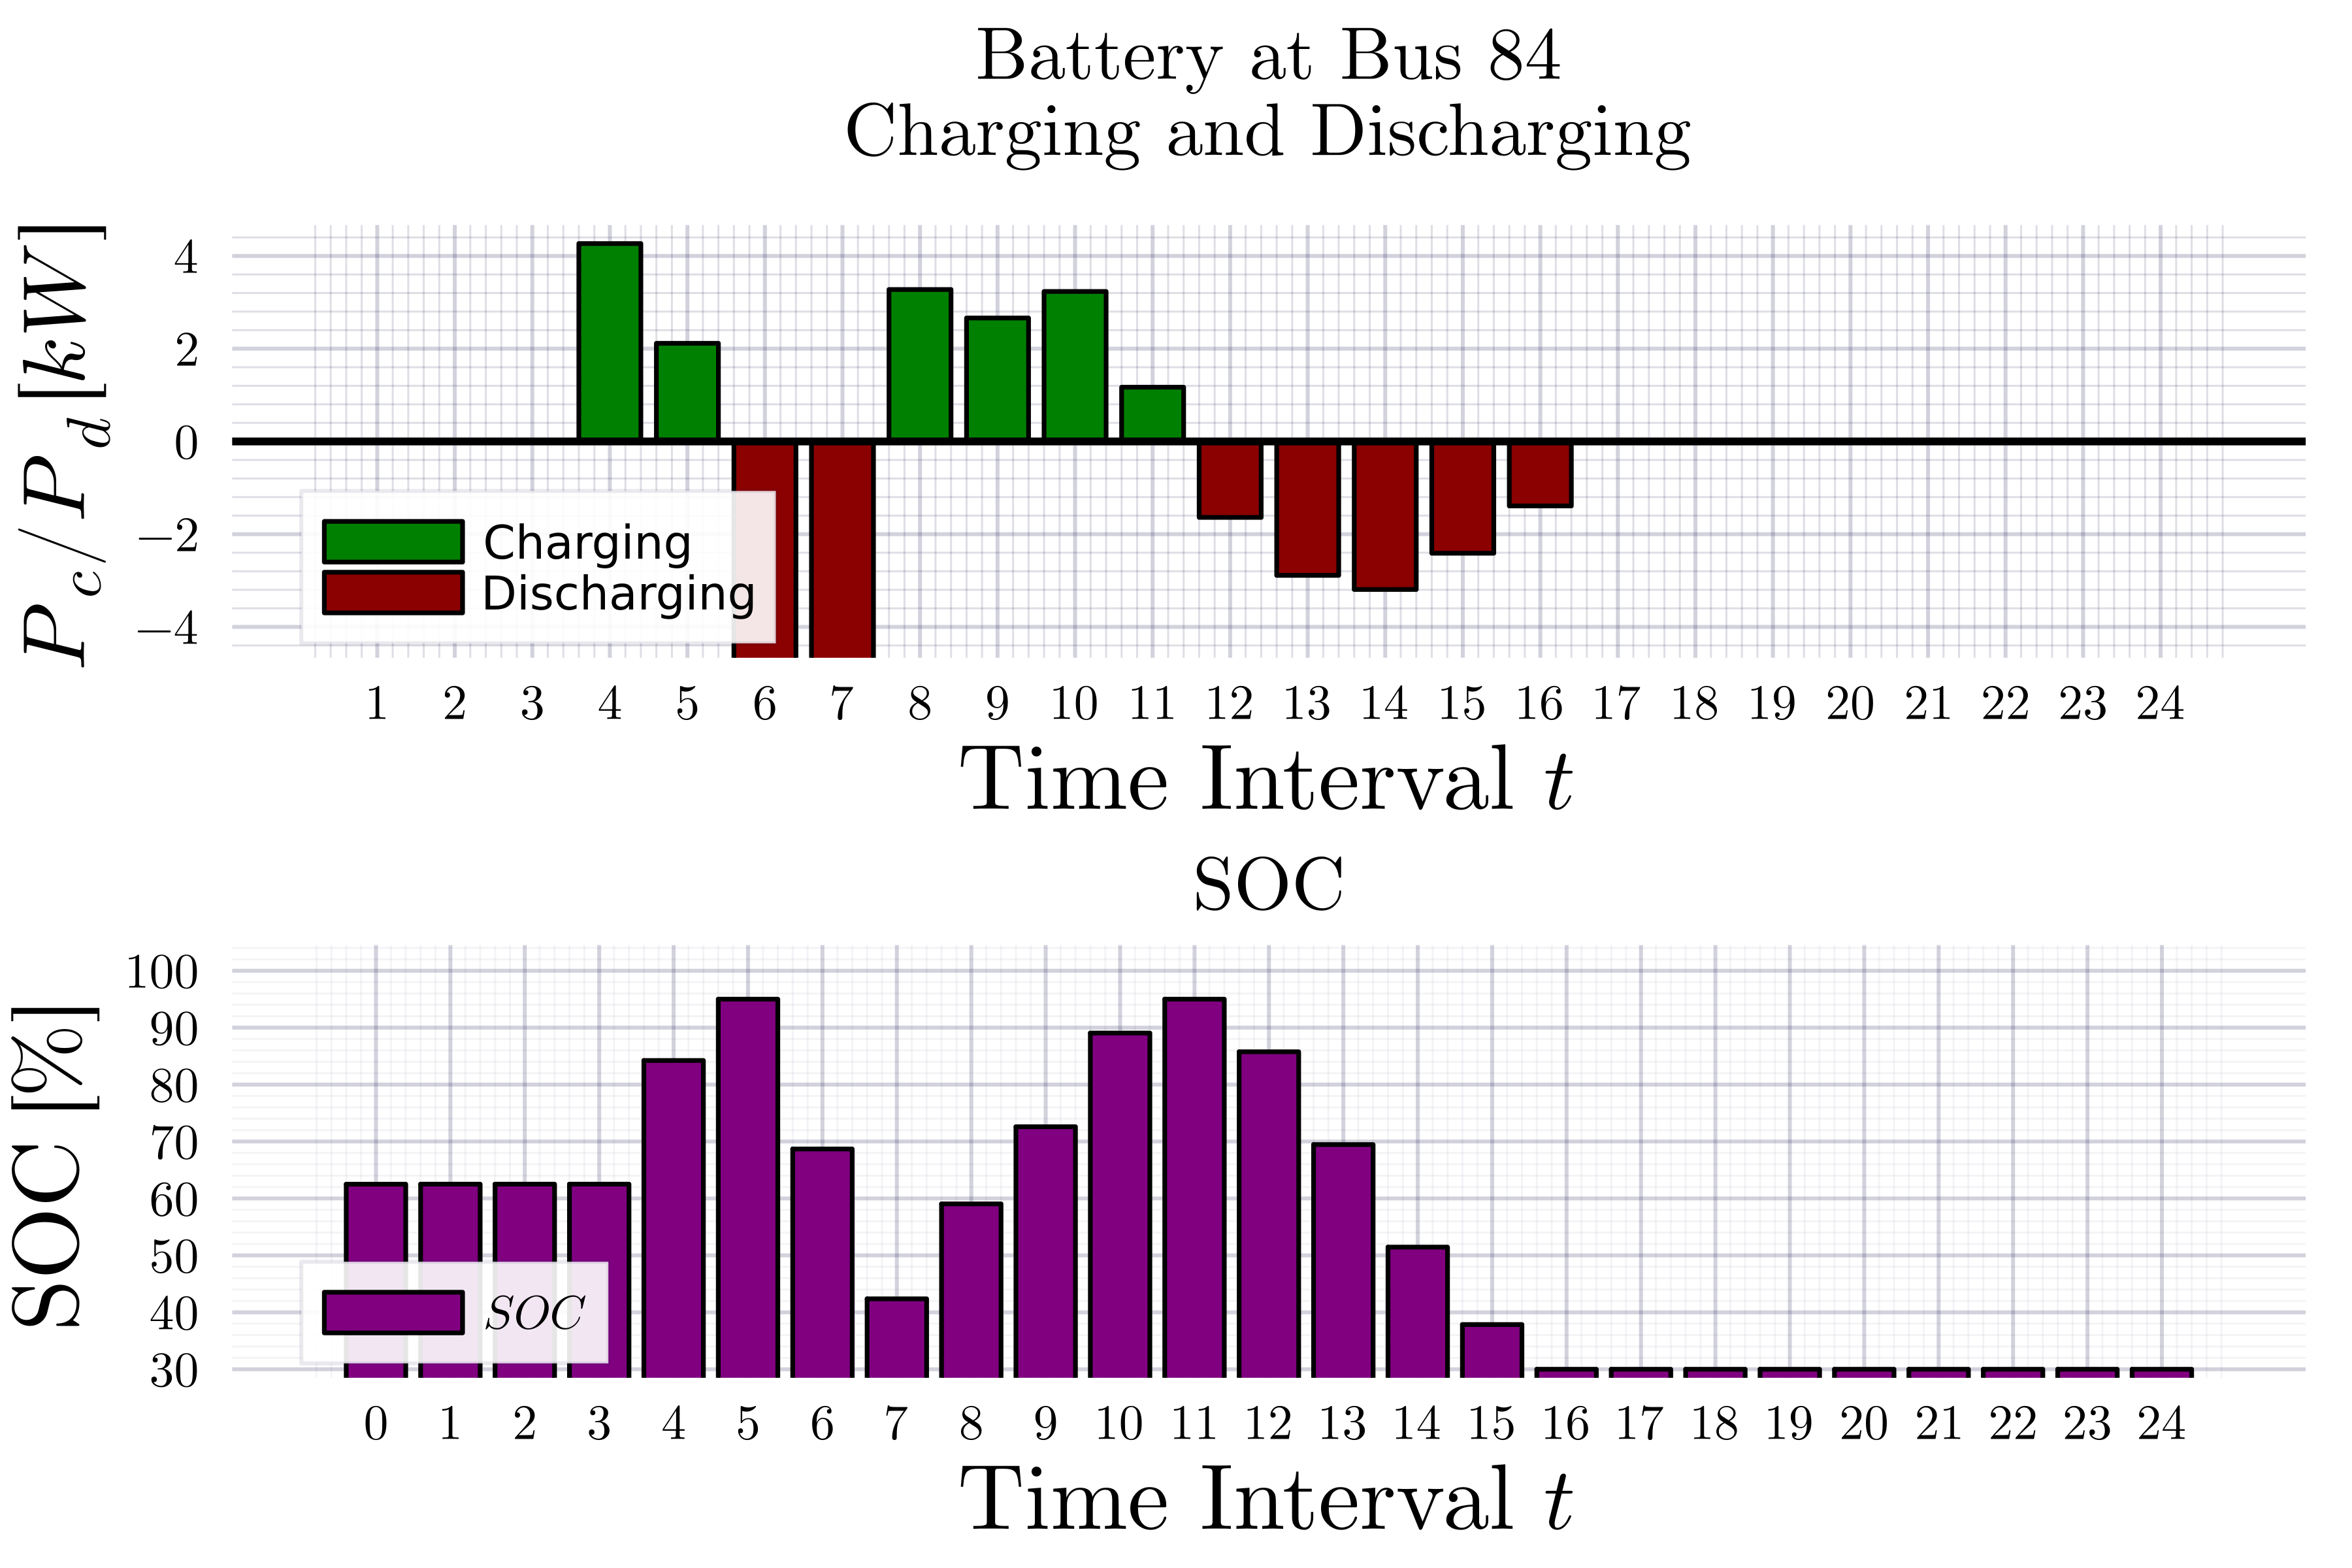 Battery at Bus 84
Charging and Discharging
P_c/P_d [kW]
4
2
0
−2
−4
Charging
Discharging
1 2 3 4 5 6 7 8 9 10 11 12 13 14 15 16 17 18 19 20 21 22 23 24
Time Interval t
SOC
SOC [%]
100
90
80
70
60
50
40
30
SOC
0 1 2 3 4 5 6 7 8 9 10 11 12 13 14 15 16 17 18 19 20 21 22 23 24
Time Interval t